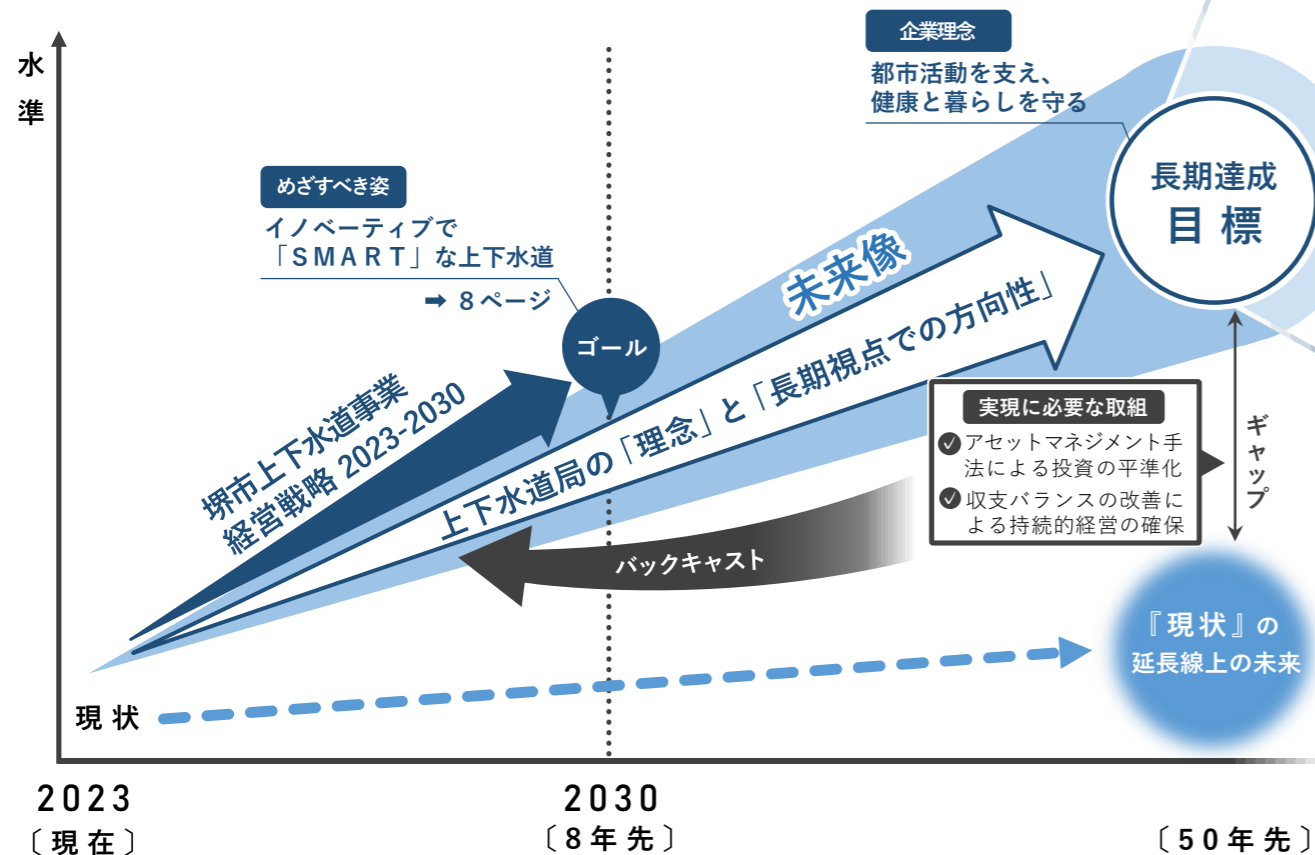 水
準
企業理念
都市活動を支え、
健康と暮らしを守る
長期達成
目標
めざすべき姿
イノベーティブで
「SMART」な上下水道
➡ 8ページ
ゴール
未来像
堺市上下水道事業
経営戦略 2023-2030
上下水道局の「理念」と「長期視点での方向性」
実現に必要な取組
アセットマネジメント手
法による投資の平準化
収支バランスの改善に
よる持続的経営の確保
ギャップ
バックキャスト
『現状』の
延長線上の未来
現状
2023
〔現在〕
2030
〔8年先〕
〔50年先〕